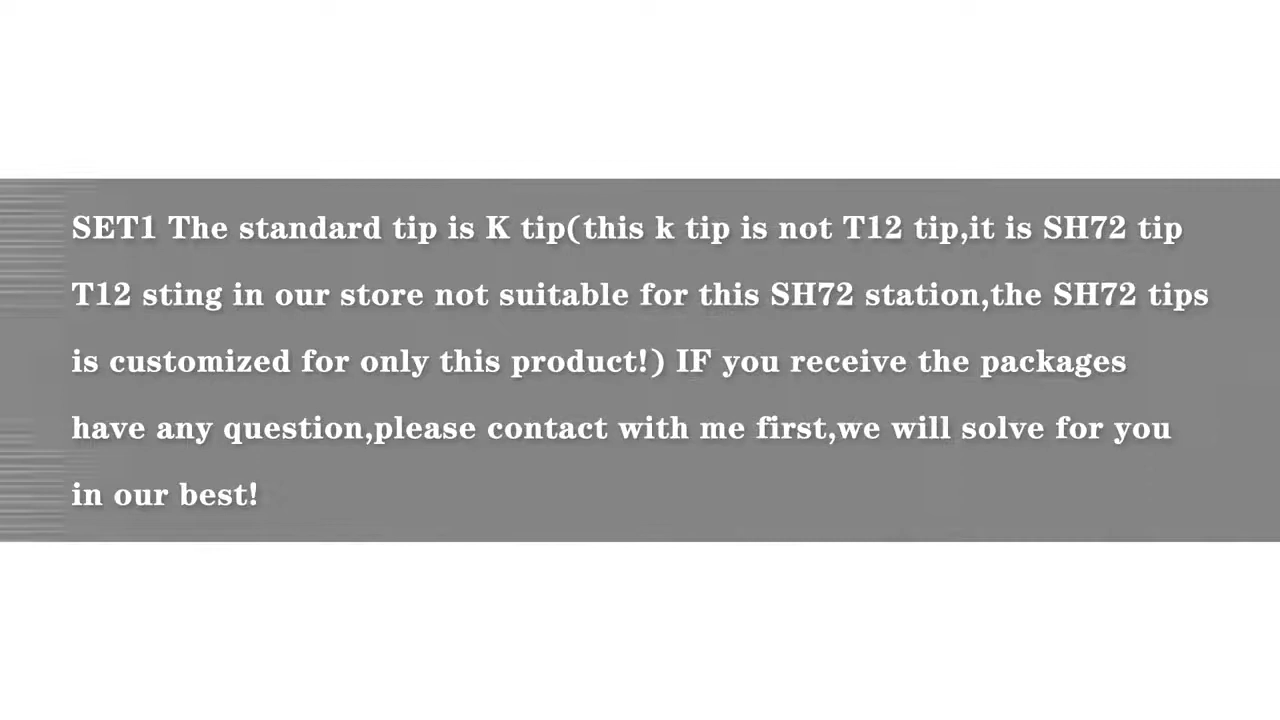 SET1 The standard tip is K tip(this k tip is not T12 tip,it is SH72 tip
T12 sting in our store not suitable for this SH72 station,the SH72 tips
is customized for only this product!) IF you receive the packages
have any question,please contact with me first,we will solve for you
in our best!